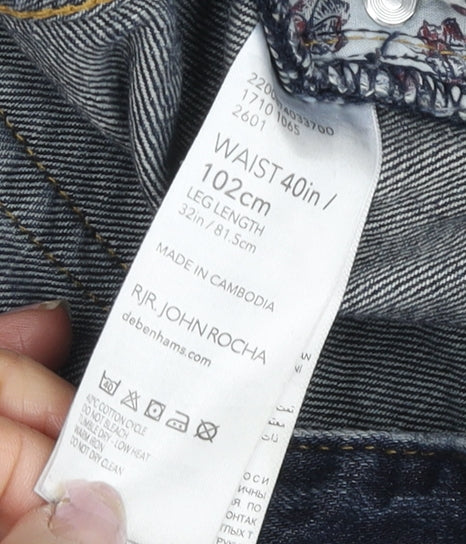 1710 1065
2601
WAIST 40in /
102cm
LEG LENGTH
32in / 81.5cm
MADE IN CAMBODIA
RJR. JOHN ROCHA
debenhams.com
40
40°C COTTON CYCLE
DO NOT BLEACH
TUMBLE DRY - LOW HEAT
WARM IRON
DO NOT DRY CLEAN